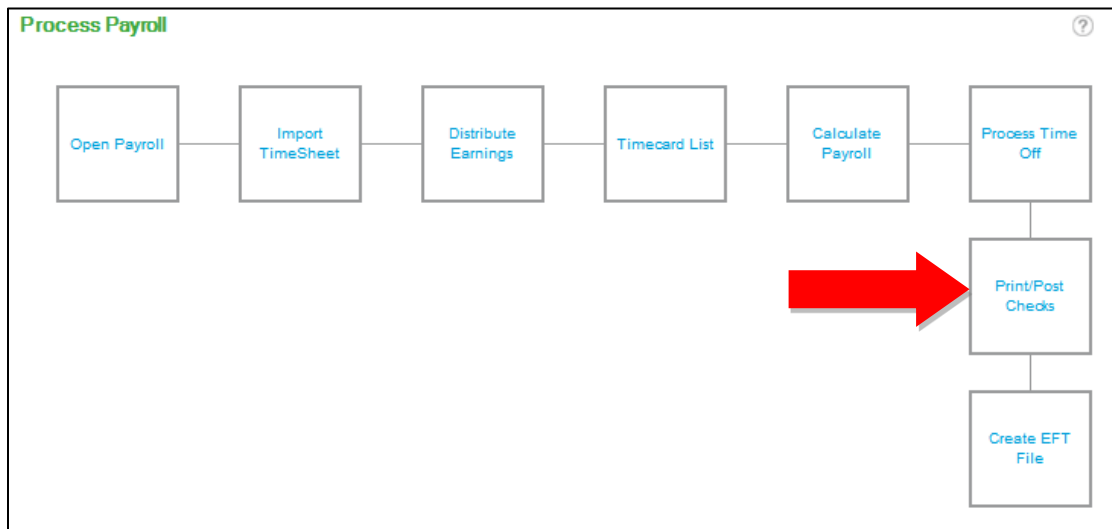 Process Payroll
?
Open Payroll
Import
TimeSheet
Distribute
Earnings
Timecard List
Calculate
Payroll
Process Time
Off
Print/Post
Checks
Create EFT
File